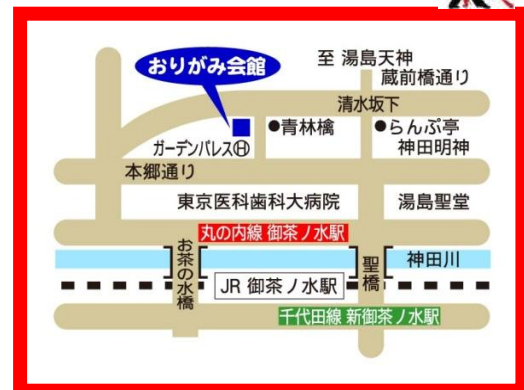 至 湯島天神
蔵前橋通り
おりがみ会館
清水坂下
●青林檎
●らんぷ亭
ガーデンパレスⒽ
神田明神
本郷通り
東京医科歯科大病院
湯島聖堂
丸の内線 御茶ノ水駅
お茶の水橋
聖橋
神田川
JR 御茶ノ水駅
千代田線 新御茶ノ水駅